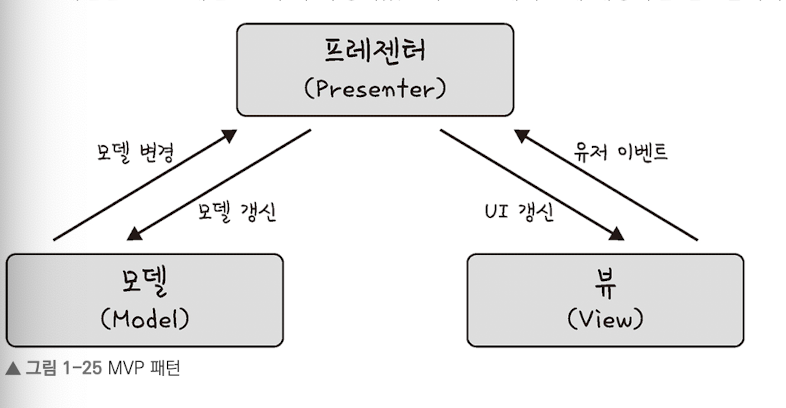 프레젠터
(Presenter)
모델 변경
유저 이벤트
모델 갱신
UI 갱신
모델
(Model)
뷰
(View)
▲ 그림 1-25 MVP 패턴